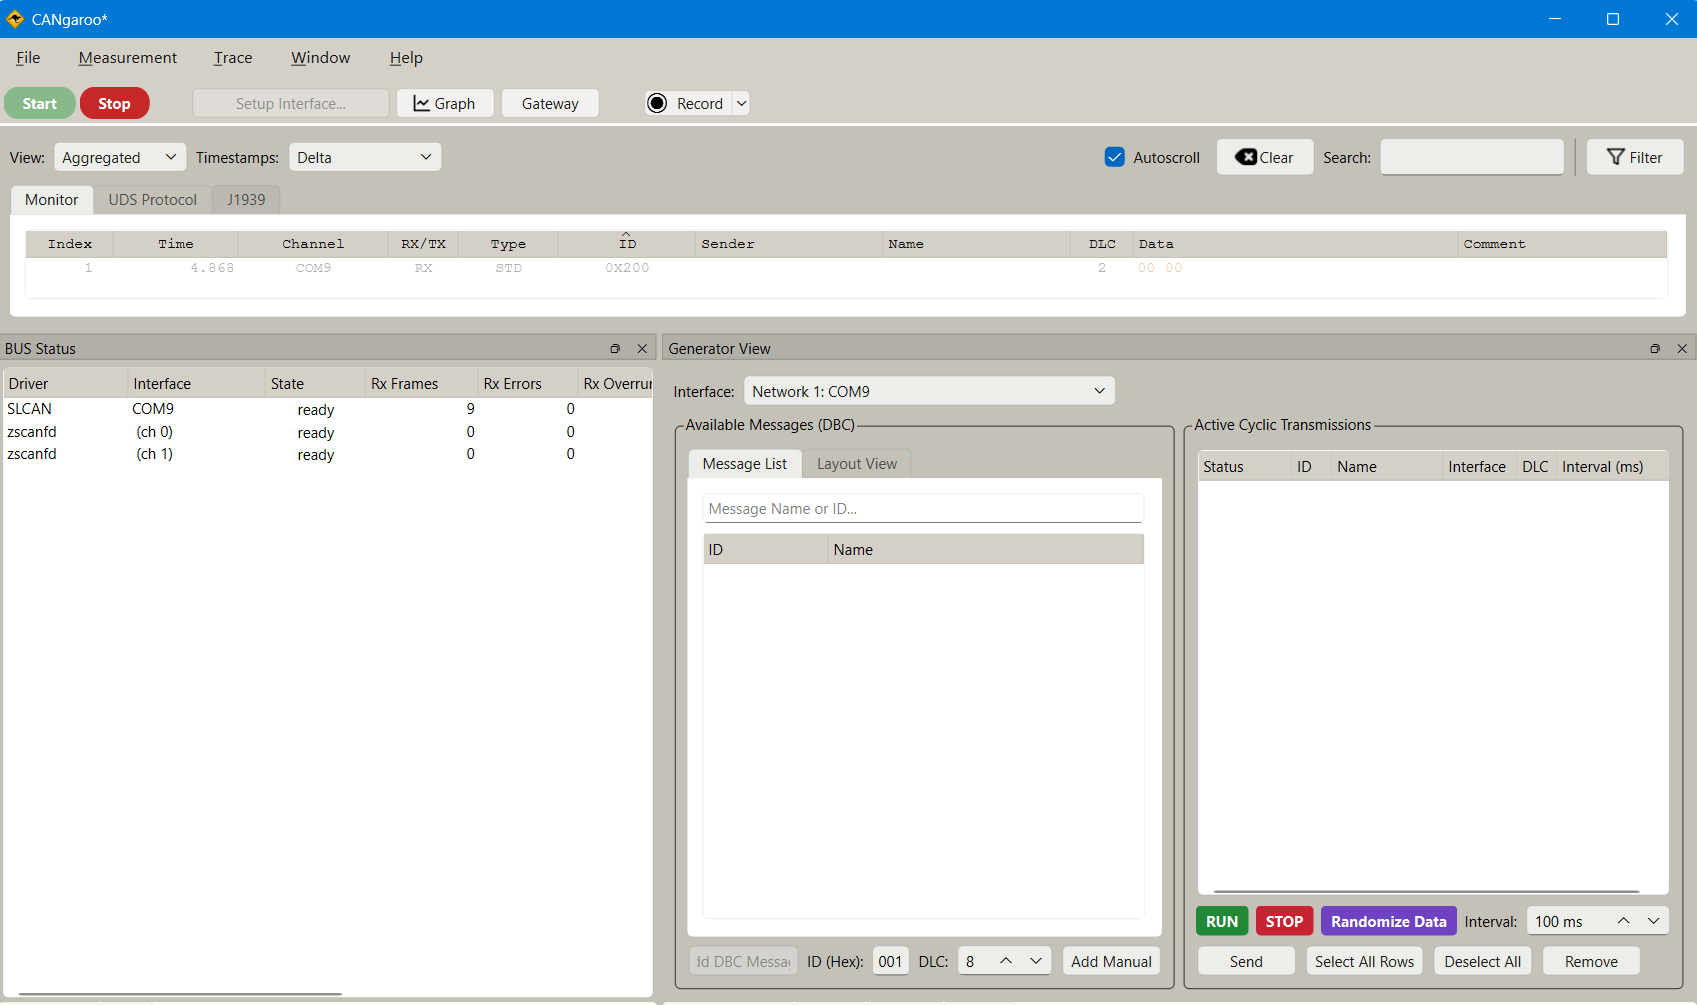 CANgaroo*
File Measurement Trace Window Help
Start Stop Setup Interface... Graph Gateway Record
View: Aggregated Timestamps: Delta Autoscroll Clear Search: Filter
Monitor UDS Protocol J1939
Index Time Channel RX/TX Type ID Sender Name DLC Data Comment
1 4.868 COM9 RX STD 0X200 2 00 00
BUS Status
Driver Interface State Rx Frames Rx Errors Rx Overrur
SLCAN COM9 ready 9 0
zscanfd (ch 0) ready 0 0
zscanfd (ch 1) ready 0 0
Generator View
Interface: Network 1: COM9
Available Messages (DBC)
Message List Layout View
Message Name or ID...
ID Name
dd DBC Messag ID (Hex): 001 DLC: 8 Add Manual
Active Cyclic Transmissions
Status ID Name Interface DLC Interval (ms)
RUN STOP Randomize Data Interval: 100 ms
Send Select All Rows Deselect All Remove